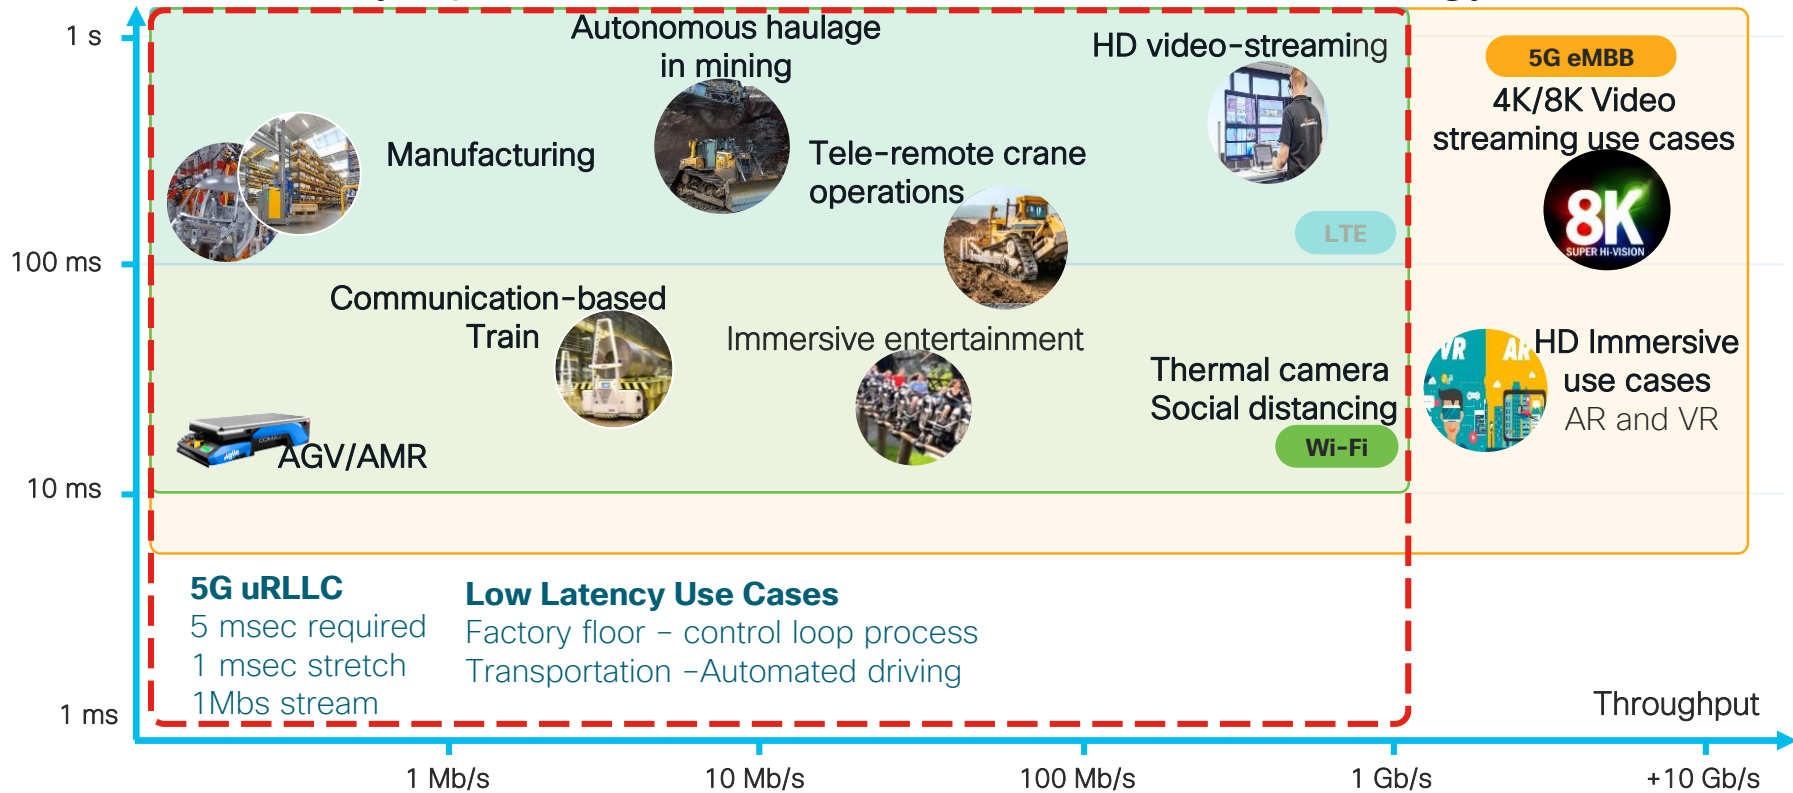 1 s
100 ms
10 ms
1 ms
Autonomous haulage
in mining
HD video-streaming
5G eMBB
4K/8K Video
streaming use cases
Manufacturing
Tele-remote crane
operations
8K
SUPER Hi-VISION
LTE
Communication-based
Train
Immersive entertainment
Thermal camera
Social distancing
Wi-Fi
VR
AR
HD Immersive
use cases
AR and VR
AGV/AMR
5G uRLLC
5 msec required
1 msec stretch
1Mbs stream
Low Latency Use Cases
Factory floor – control loop process
Transportation –Automated driving
Throughput
1 Mb/s
10 Mb/s
100 Mb/s
1 Gb/s
+10 Gb/s